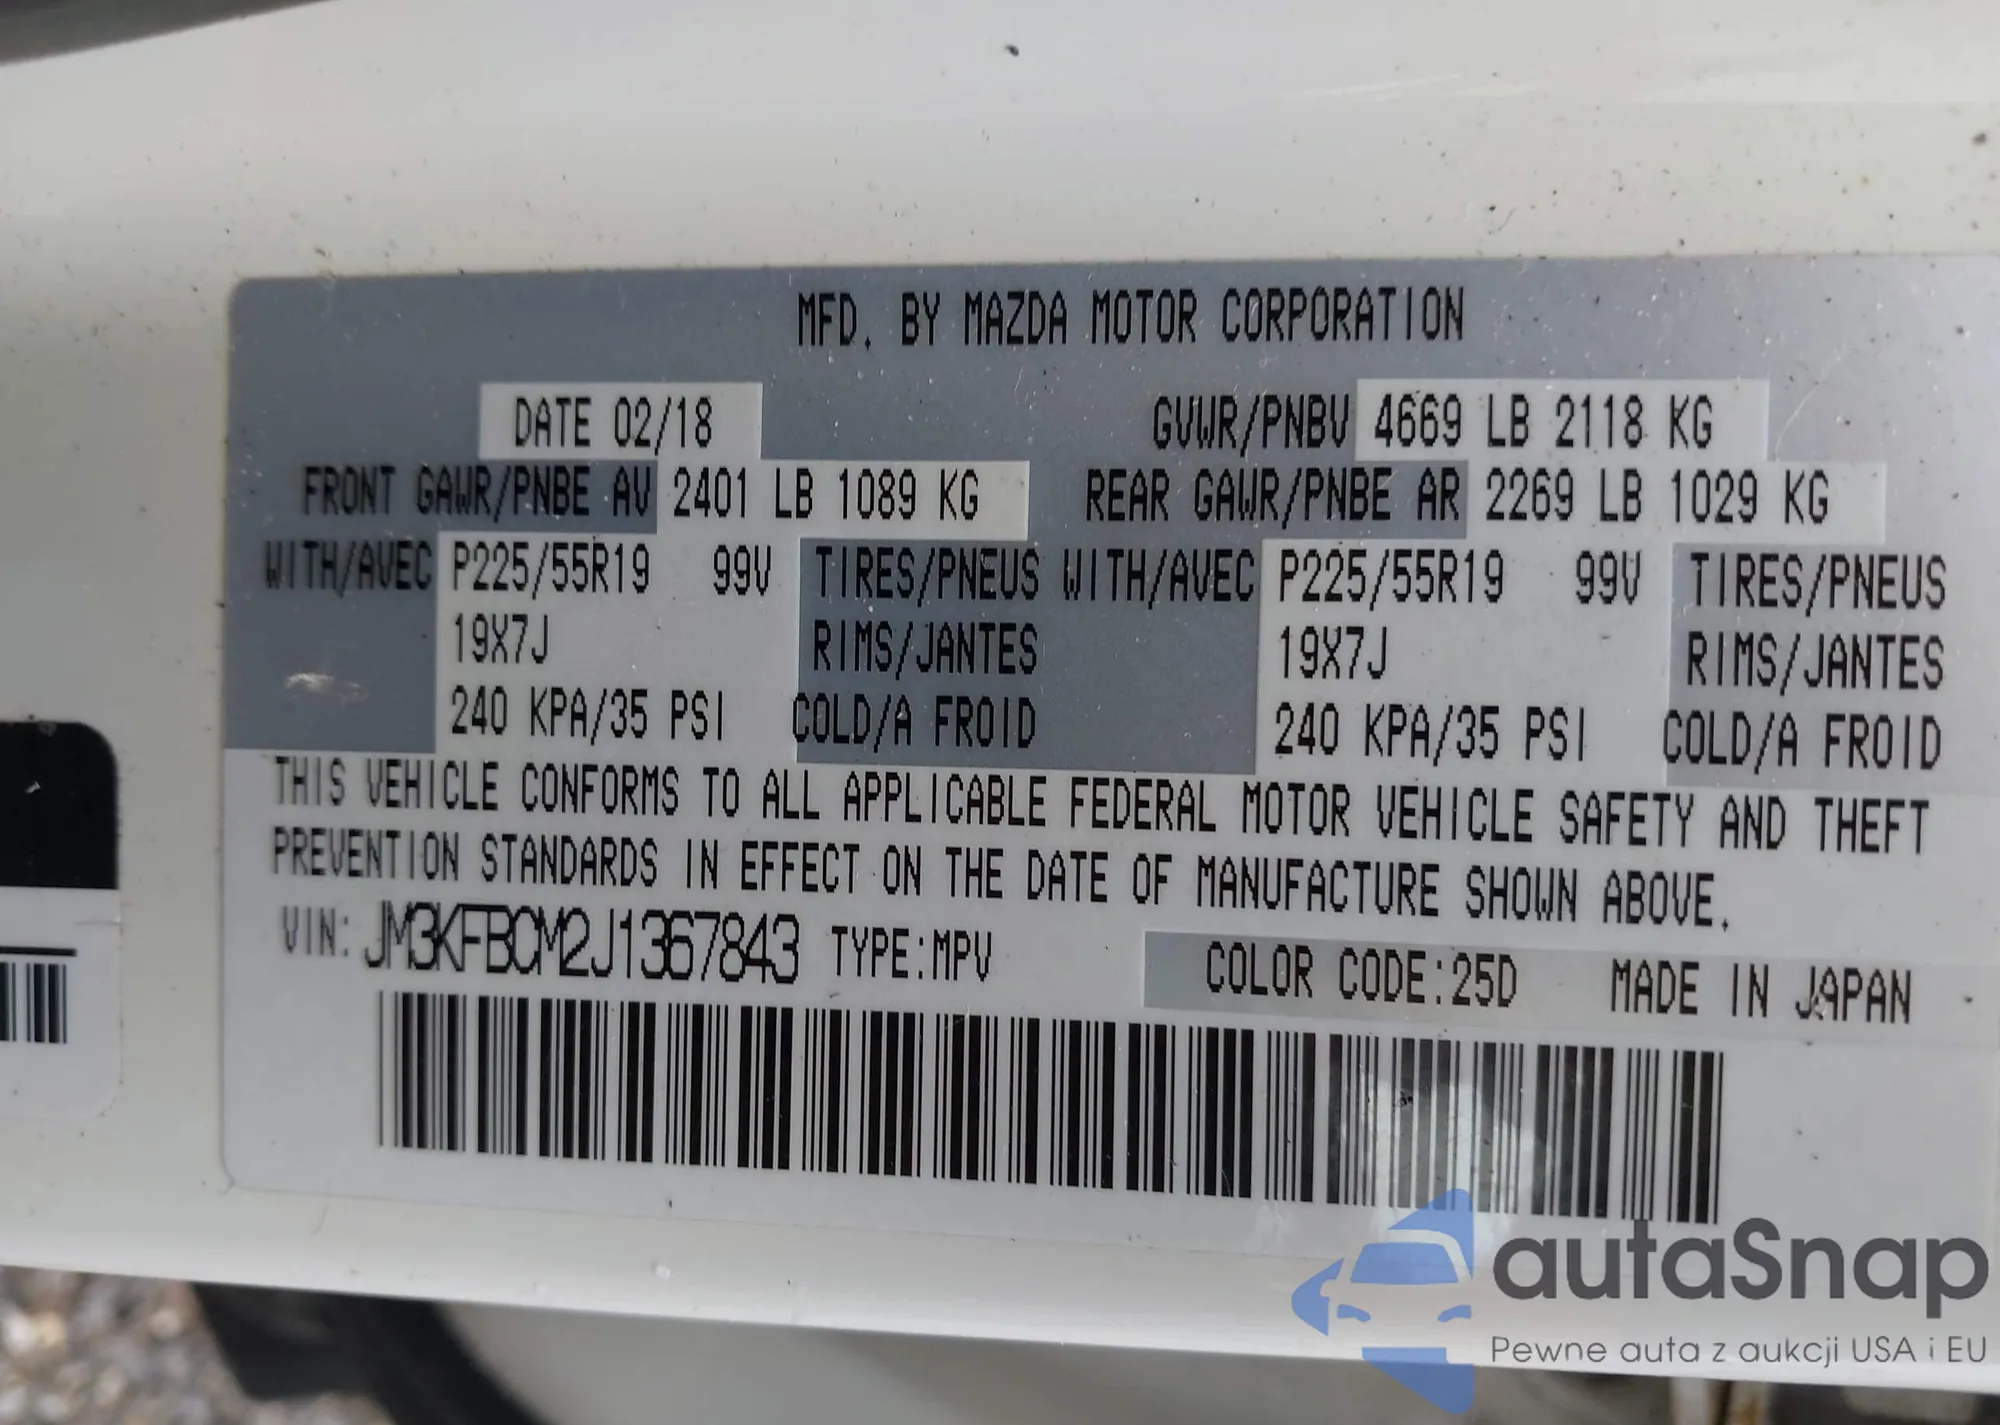 MFD. BY MAZDA MOTOR CORPORATION
DATE 02/18 GVWR/PNBV 4669 LB 2118 KG
FRONT GAWR/PNBE AV 2401 LB 1089 KG REAR GAWR/PNBE AR 2269 LB 1029 KG
WITH/AVEC P225/55R19 99V TIRES/PNEUS WITH/AVEC P225/55R19 99V TIRES/PNEUS
19X7J RIMS/JANTES 19X7J RIMS/JANTES
240 KPA/35 PSI COLD/A FROID 240 KPA/35 PSI COLD/A FROID
THIS VEHICLE CONFORMS TO ALL APPLICABLE FEDERAL MOTOR VEHICLE SAFETY AND THEFT
PREVENTION STANDARDS IN EFFECT ON THE DATE OF MANUFACTURE SHOWN ABOVE.
VIN: JM3KFBCM2J1367843 TYPE:MPV COLOR CODE:25D MADE IN JAPAN
autaSnap
Pewne auta z aukcji USA i EU